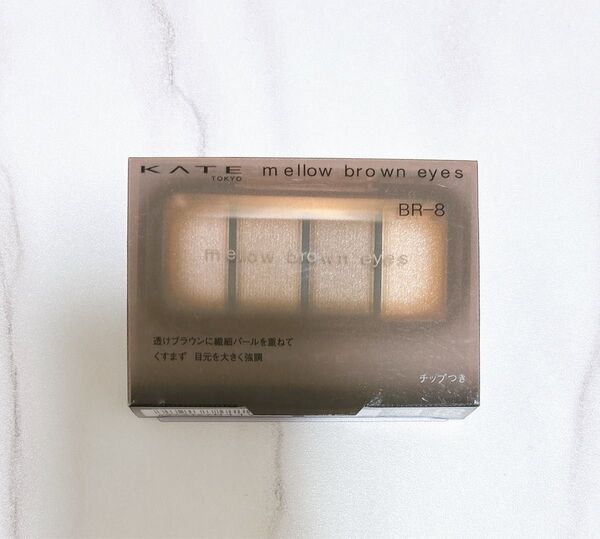 KATE mellow brown eyes
TOKYO
BR-8
mellow brown eyes
透けブラウンに繊細パールを重ねて
くすまず 目元を大きく強調
チップつき